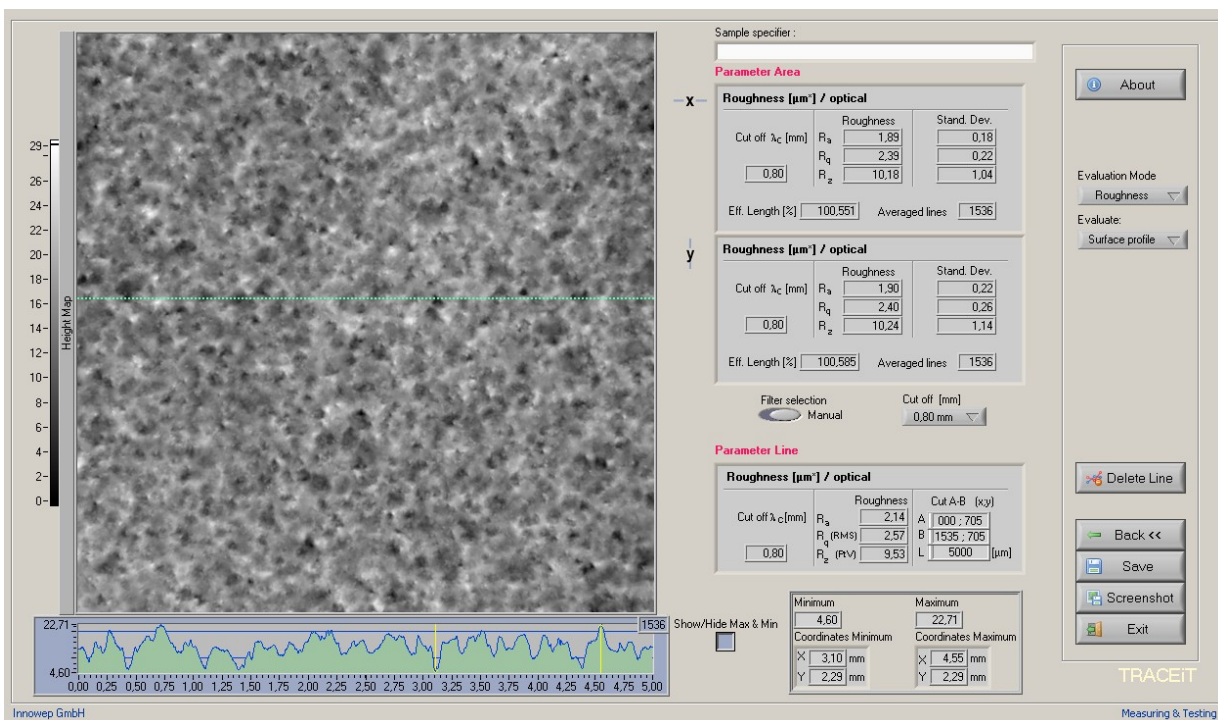 Sample specifier :
Parameter Area
x
Roughness [µm*] / optical
Roughness Stand. Dev.
Cut off λc [mm] Ra 1,89 0,18
Rq 2,39 0,22
0,80 Rz 10,18 1,04
Eff. Length [%] 100,551 Averaged lines 1536
y
Roughness [µm*] / optical
Roughness Stand. Dev.
Cut off λc [mm] Ra 1,90 0,22
Rq 2,40 0,26
0,80 Rz 10,24 1,14
Eff. Length [%] 100,585 Averaged lines 1536
Filter selection Cut off [mm]
Manual 0,80 mm
Parameter Line
Roughness [µm*] / optical
Roughness Cut A-B (x;y)
Cut off λc[mm] Ra 2,14 A 000 ; 705
Rq (RMS) 2,57 B 1535 ; 705
0,80 Rz (PtV) 9,53 L 5000 [µm]
Show/Hide Max & Min
Minimum Maximum
4,60 22,71
Coordinates Minimum Coordinates Maximum
X 3,10 mm X 4,55 mm
Y 2,29 mm Y 2,29 mm
29
26
24
22
20
18
16
14
12
10
8
6
4
2
0
Height Map
22,71
1536
4,60
0,00 0,25 0,50 0,75 1,00 1,25 1,50 1,75 2,00 2,25 2,50 2,75 3,00 3,25 3,50 3,75 4,00 4,25 4,50 4,75 5,00
About
Evaluation Mode
Roughness
Evaluate:
Surface profile
Delete Line
Back <<
Save
Screenshot
Exit
TRACEiT
Innowep GmbH Measuring & Testing